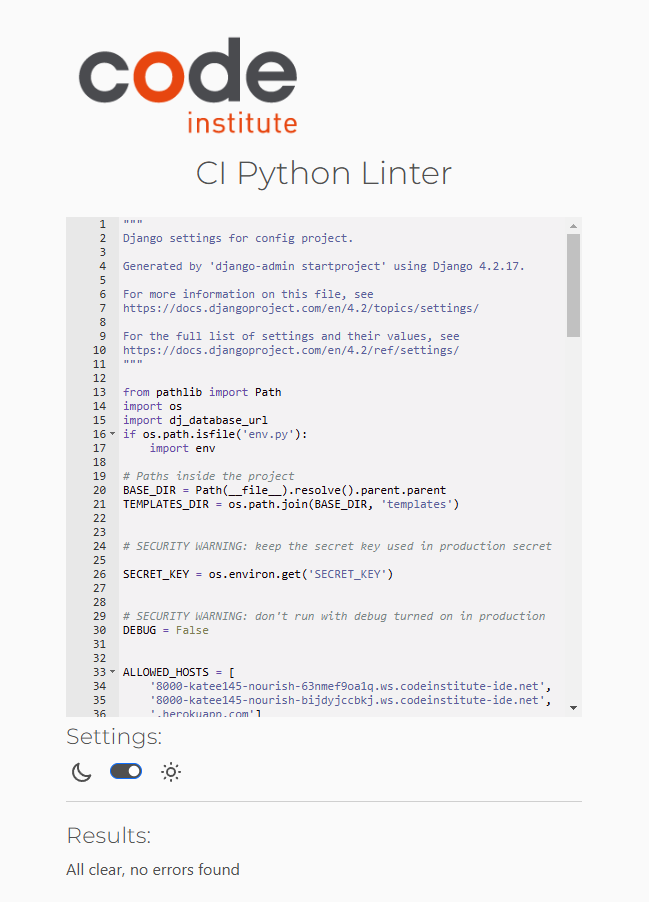 code
institute
CI Python Linter
1 """
2 Django settings for config project.
3
4 Generated by 'django-admin startproject' using Django 4.2.17.
5
6 For more information on this file, see
7 https://docs.djangoproject.com/en/4.2/topics/settings/
8
9 For the full list of settings and their values, see
10 https://docs.djangoproject.com/en/4.2/ref/settings/
11 """
12
13 from pathlib import Path
14 import os
15 import dj_database_url
16 if os.path.isfile('env.py'):
17     import env
18
19 # Paths inside the project
20 BASE_DIR = Path(__file__).resolve().parent.parent
21 TEMPLATES_DIR = os.path.join(BASE_DIR, 'templates')
22
23
24 # SECURITY WARNING: keep the secret key used in production secret
25
26 SECRET_KEY = os.environ.get('SECRET_KEY')
27
28
29 # SECURITY WARNING: don't run with debug turned on in production
30 DEBUG = False
31
32
33 ALLOWED_HOSTS = [
34     '8000-katee145-nourish-63nmef9oa1q.ws.codeinstitute-ide.net',
35     '8000-katee145-nourish-bijdyjccbkj.ws.codeinstitute-ide.net',
36     '.herokuapp.com']
Settings:
Results:
All clear, no errors found